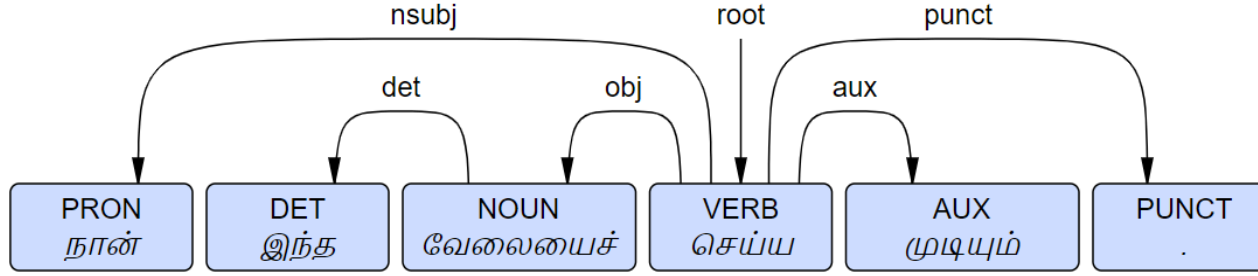 nsubj root punct
det obj aux
PRON DET NOUN VERB AUX PUNCT
நான் இந்த வேலையைச் செய்ய முடியும் .